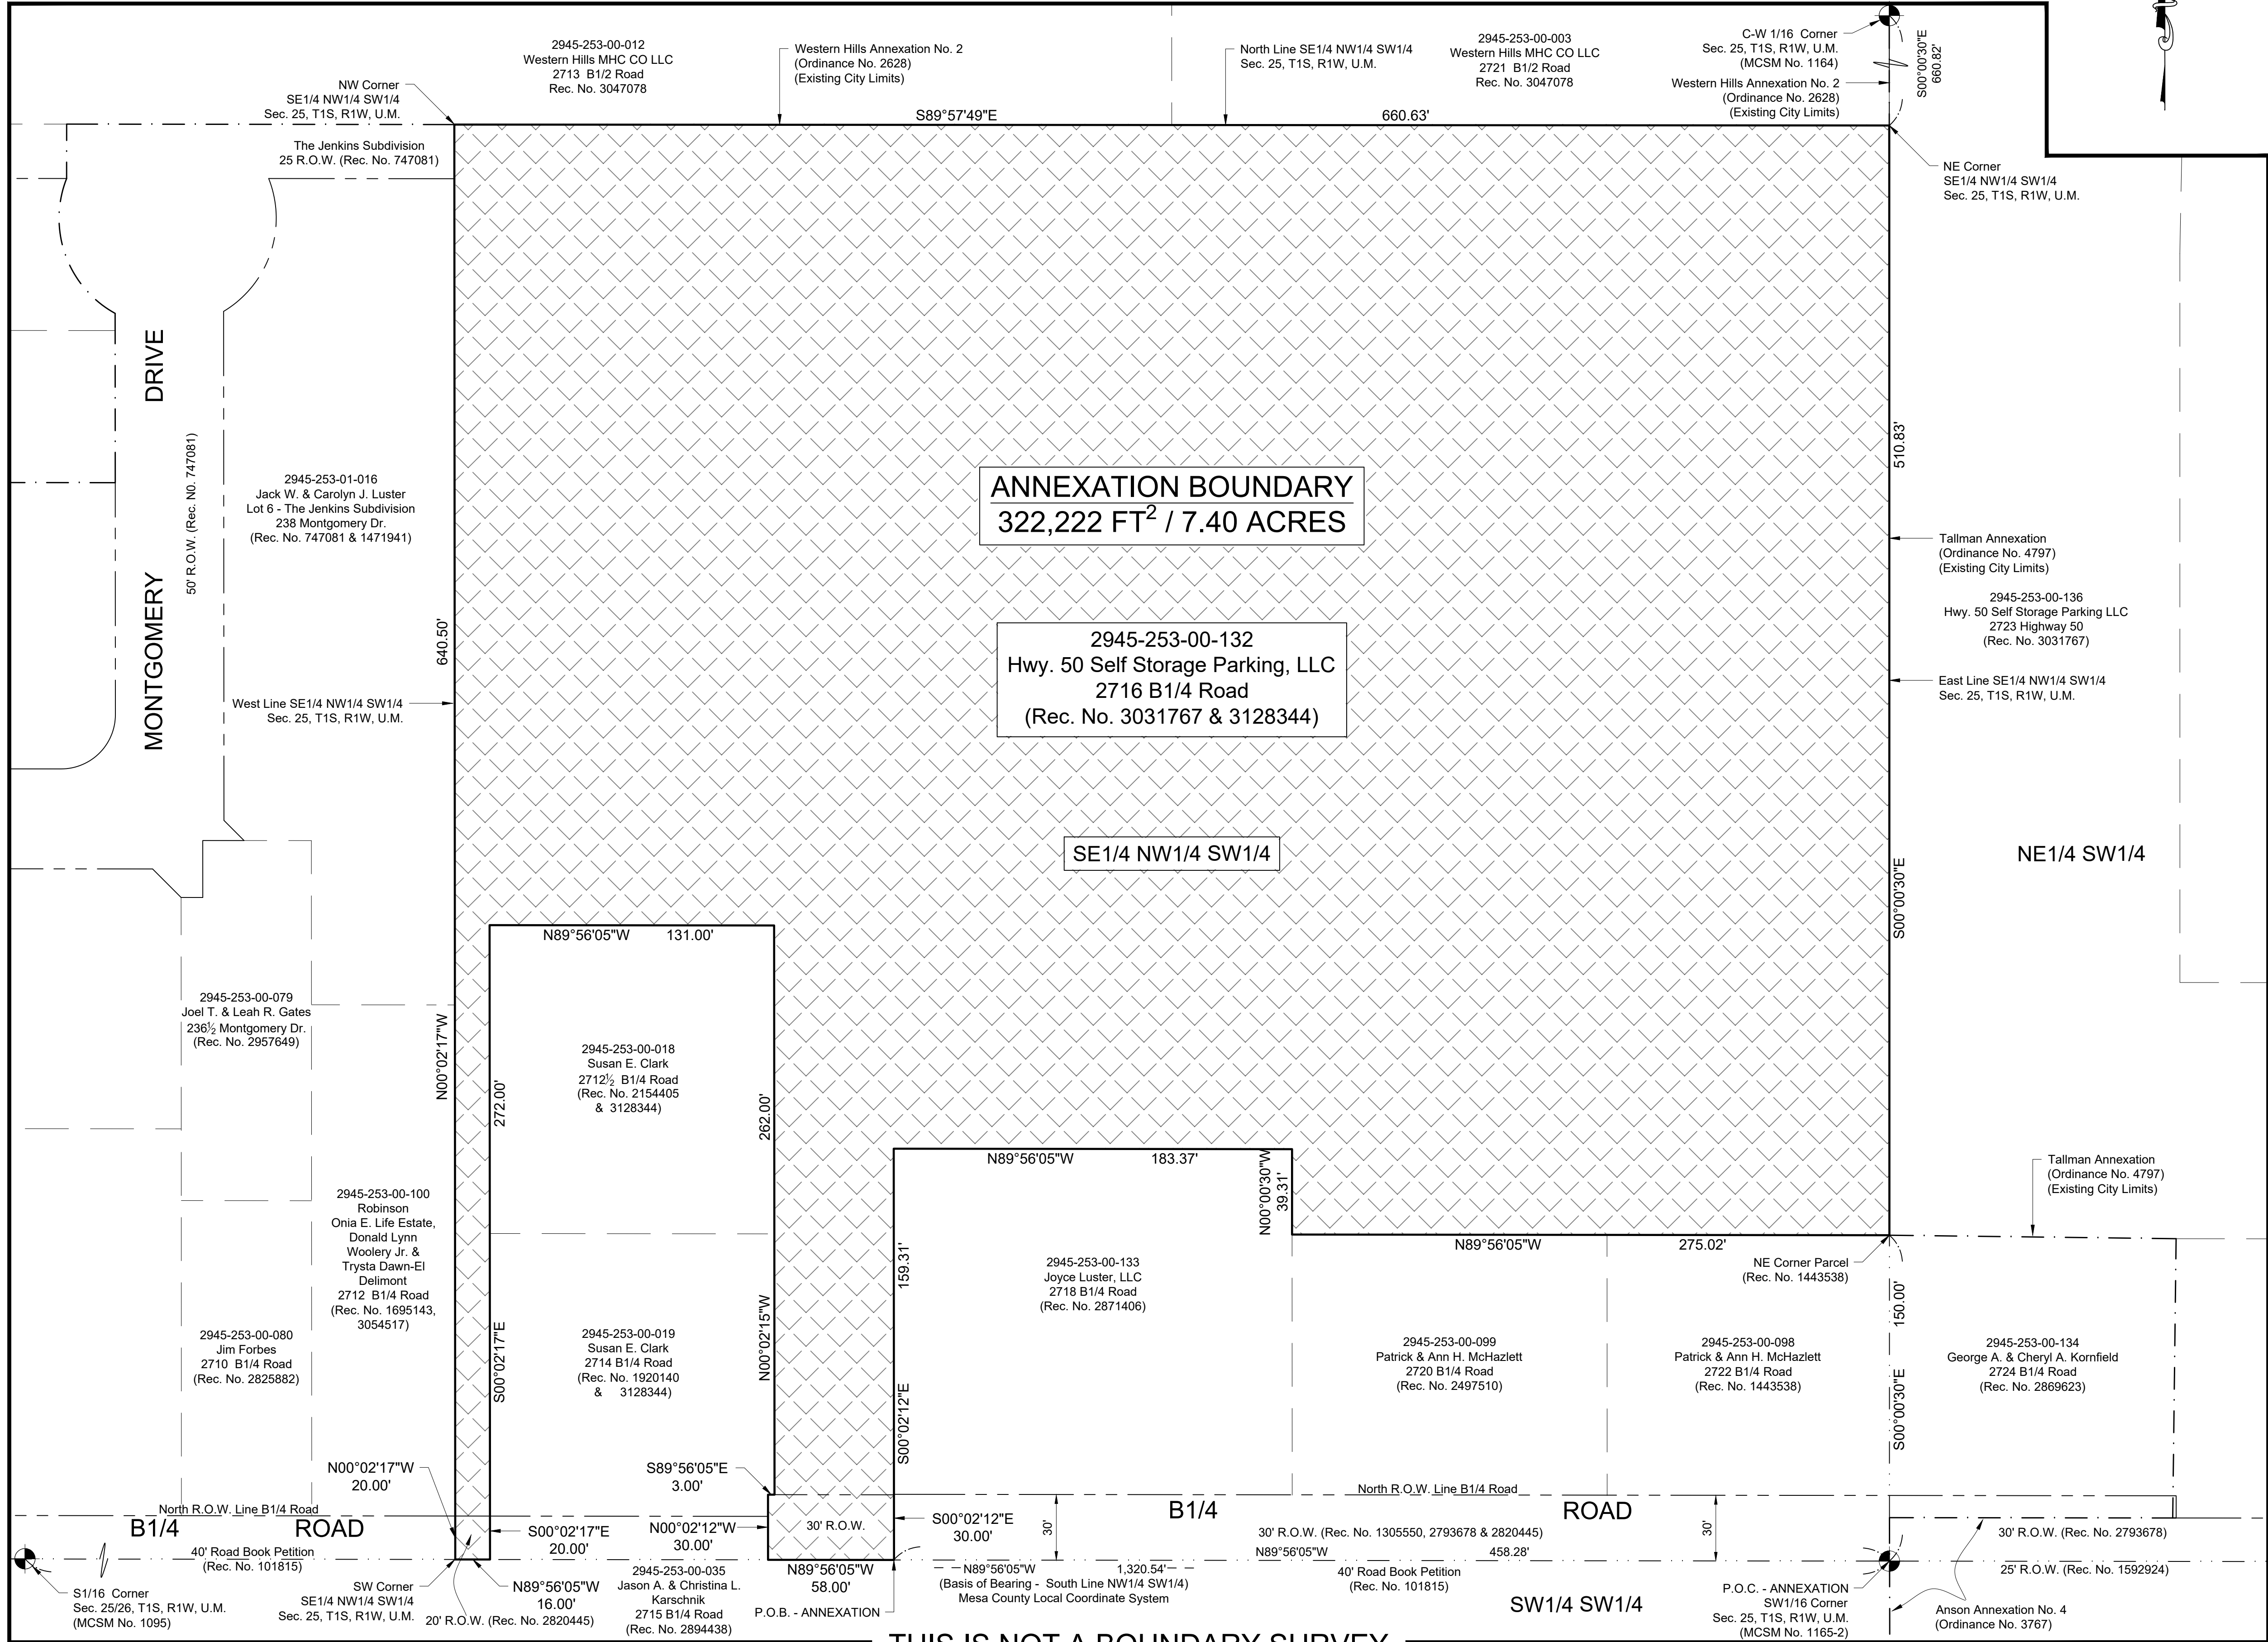 2945-253-00-012
Western Hills MHC CO LLC
2713 B1/2 Road
Rec. No. 3047078
Western Hills Annexation No. 2
(Ordinance No. 2628)
(Existing City Limits)
North Line SE1/4 NW1/4 SW1/4
Sec. 25, T1S, R1W, U.M.
2945-253-00-003
Western Hills MHC CO LLC
2721 B1/2 Road
Rec. No. 3047078
C-W 1/16 Corner
Sec. 25, T1S, R1W, U.M.
(MCSM No. 1164)
Western Hills Annexation No. 2
(Ordinance No. 2628)
(Existing City Limits)
S00°00'30"E
660.82'
NW Corner
SE1/4 NW1/4 SW1/4
Sec. 25, T1S, R1W, U.M.
S89°57'49"E
660.63'
The Jenkins Subdivision
25 R.O.W. (Rec. No. 747081)
NE Corner
SE1/4 NW1/4 SW1/4
Sec. 25, T1S, R1W, U.M.
MONTGOMERY DRIVE
50' R.O.W. (Rec. N0. 747081)
2945-253-01-016
Jack W. & Carolyn J. Luster
Lot 6 - The Jenkins Subdivision
238 Montgomery Dr.
(Rec. No. 747081 & 1471941)
640.50'
510.83'
ANNEXATION BOUNDARY
322,222 FT2 / 7.40 ACRES
Tallman Annexation
(Ordinance No. 4797)
(Existing City Limits)
2945-253-00-136
Hwy. 50 Self Storage Parking LLC
2723 Highway 50
(Rec. No. 3031767)
2945-253-00-132
Hwy. 50 Self Storage Parking, LLC
2716 B1/4 Road
(Rec. No. 3031767 & 3128344)
West Line SE1/4 NW1/4 SW1/4
Sec. 25, T1S, R1W, U.M.
East Line SE1/4 NW1/4 SW1/4
Sec. 25, T1S, R1W, U.M.
SE1/4 NW1/4 SW1/4
NE1/4 SW1/4
S00°00'30"E
N89°56'05"W 131.00'
2945-253-00-079
Joel T. & Leah R. Gates
236½ Montgomery Dr.
(Rec. No. 2957649)
N00°02'17"W
272.00'
2945-253-00-018
Susan E. Clark
2712½ B1/4 Road
(Rec. No. 2154405
& 3128344)
262.00'
N89°56'05"W 183.37'
N00°00'30"W
39.31'
Tallman Annexation
(Ordinance No. 4797)
(Existing City Limits)
2945-253-00-100
Robinson
Onia E. Life Estate,
Donald Lynn
Woolery Jr. &
Trysta Dawn-El
Delimont
2712 B1/4 Road
(Rec. No. 1695143,
3054517)
159.31'
N89°56'05"W 275.02'
NE Corner Parcel
(Rec. No. 1443538)
2945-253-00-133
Joyce Luster, LLC
2718 B1/4 Road
(Rec. No. 2871406)
150.00'
2945-253-00-080
Jim Forbes
2710 B1/4 Road
(Rec. No. 2825882)
S00°02'17"E
2945-253-00-019
Susan E. Clark
2714 B1/4 Road
(Rec. No. 1920140
& 3128344)
N00°02'15"W
S00°02'12"E
2945-253-00-099
Patrick & Ann H. McHazlett
2720 B1/4 Road
(Rec. No. 2497510)
2945-253-00-098
Patrick & Ann H. McHazlett
2722 B1/4 Road
(Rec. No. 1443538)
S00°00'30"E
2945-253-00-134
George A. & Cheryl A. Kornfield
2724 B1/4 Road
(Rec. No. 2869623)
N00°02'17"W
20.00'
S89°56'05"E
3.00'
North R.O.W. Line B1/4 Road
North R.O.W. Line B1/4 Road
B1/4 ROAD
B1/4 ROAD
S00°02'17"E
20.00'
N00°02'12"W
30.00'
30' R.O.W.
S00°02'12"E
30.00'
30'
30' R.O.W. (Rec. No. 1305550, 2793678 & 2820445)
30'
30' R.O.W. (Rec. No. 2793678)
40' Road Book Petition
(Rec. No. 101815)
N89°56'05"W 458.28'
S1/16 Corner
Sec. 25/26, T1S, R1W, U.M.
(MCSM No. 1095)
SW Corner
SE1/4 NW1/4 SW1/4
Sec. 25, T1S, R1W, U.M.
N89°56'05"W
16.00'
20' R.O.W. (Rec. No. 2820445)
2945-253-00-035
Jason A. & Christina L.
Karschnik
2715 B1/4 Road
(Rec. No. 2894438)
N89°56'05"W
58.00'
P.O.B. - ANNEXATION
N89°56'05"W 1,320.54'
(Basis of Bearing - South Line NW1/4 SW1/4)
Mesa County Local Coordinate System
40' Road Book Petition
(Rec. No. 101815)
SW1/4 SW1/4
P.O.C. - ANNEXATION
SW1/16 Corner
Sec. 25, T1S, R1W, U.M.
(MCSM No. 1165-2)
25' R.O.W. (Rec. No. 1592924)
Anson Annexation No. 4
(Ordinance No. 3767)
THIS IS NOT A BOUNDARY SURVEY